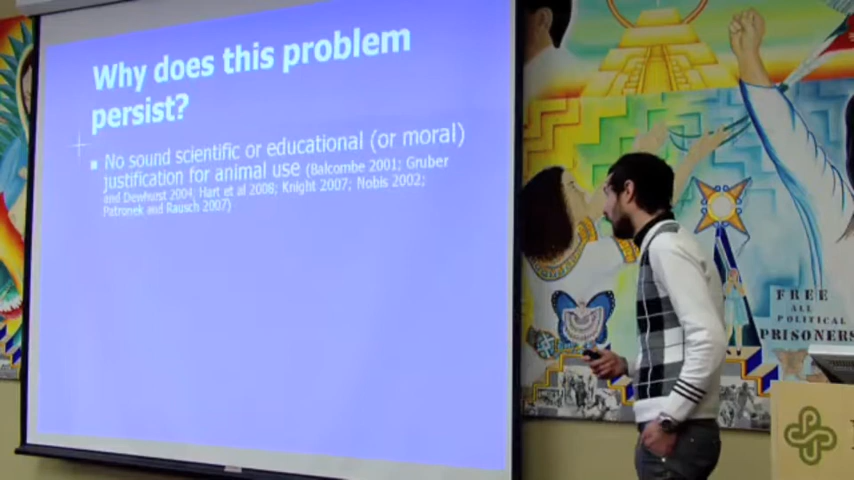 Why does this problem
persist?
No sound scientific or educational (or moral)
justification for animal use (Balcombe 2001; Gruber
and Dewhurst 2004; Hart et al 2008; Knight 2007; Nobis 2002;
Patronek and Rausch 2007)
FREE
ALL
POLITICAL
PRISONERS